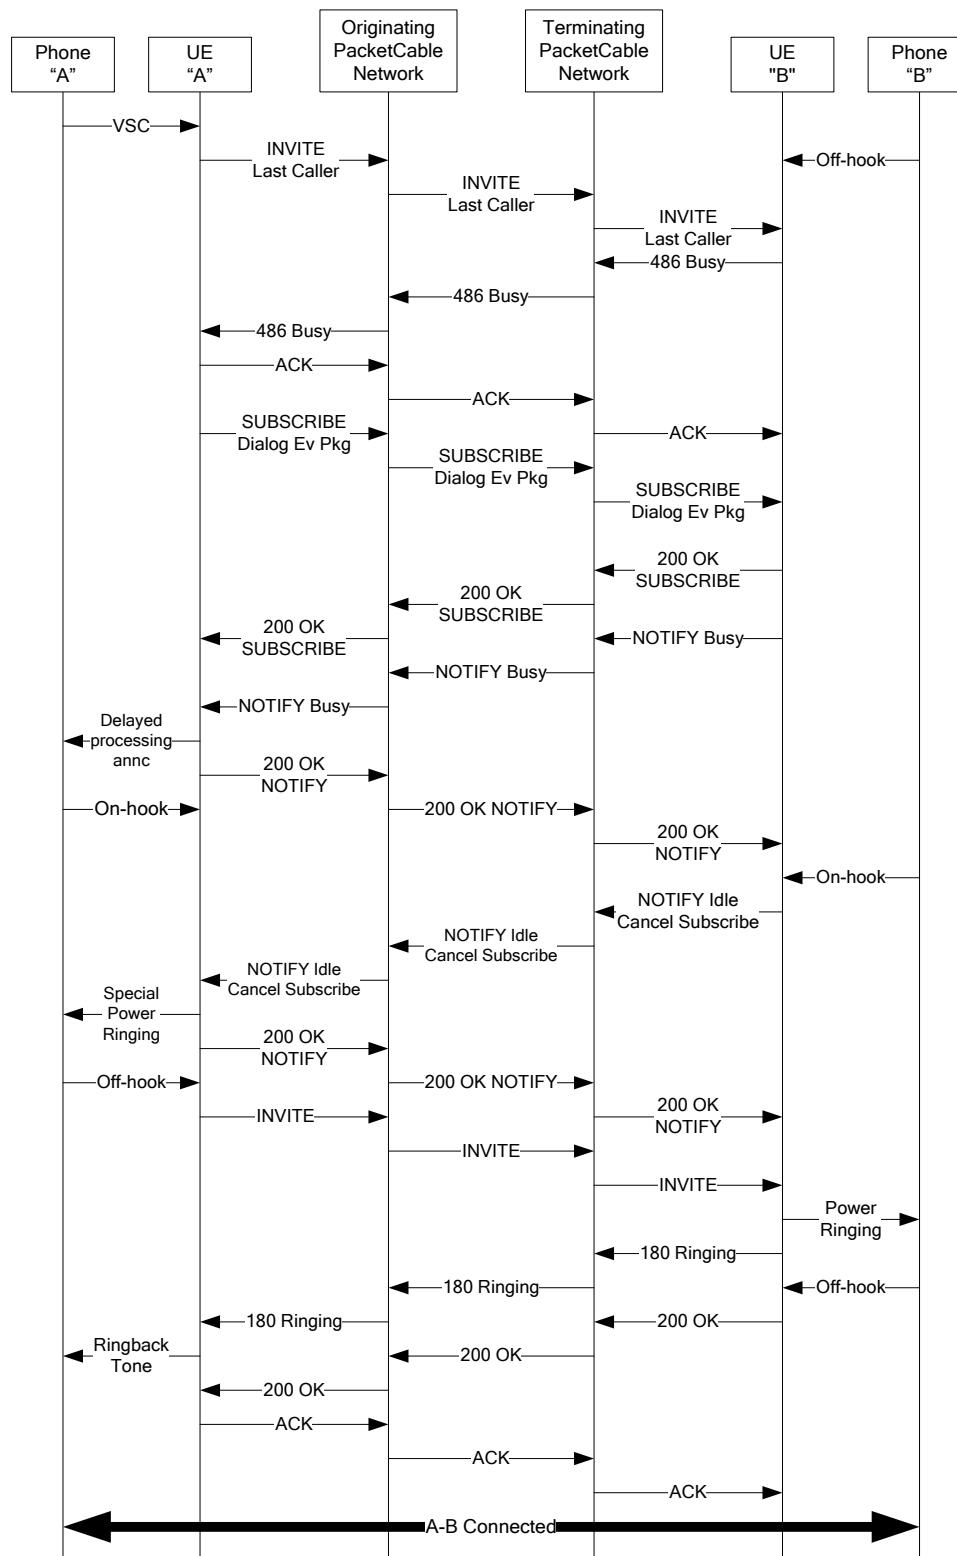 Phone
“A”
UE
“A”
Originating
PacketCable
Network
Terminating
PacketCable
Network
UE
"B"
Phone
“B”
VSC
INVITE
Last Caller
Off-hook
INVITE
Last Caller
INVITE
Last Caller
486 Busy
486 Busy
486 Busy
ACK
ACK
SUBSCRIBE
Dialog Ev Pkg
ACK
SUBSCRIBE
Dialog Ev Pkg
SUBSCRIBE
Dialog Ev Pkg
200 OK
SUBSCRIBE
200 OK
SUBSCRIBE
200 OK
SUBSCRIBE
NOTIFY Busy
NOTIFY Busy
NOTIFY Busy
Delayed
processing
annc
200 OK
NOTIFY
On-hook
200 OK NOTIFY
200 OK
NOTIFY
On-hook
NOTIFY Idle
Cancel Subscribe
NOTIFY Idle
Cancel Subscribe
NOTIFY Idle
Cancel Subscribe
Special
Power
Ringing
200 OK
NOTIFY
Off-hook
200 OK NOTIFY
INVITE
200 OK
NOTIFY
INVITE
INVITE
Power
Ringing
180 Ringing
180 Ringing
Off-hook
180 Ringing
200 OK
Ringback
Tone
200 OK
200 OK
ACK
ACK
ACK
A-B Connected